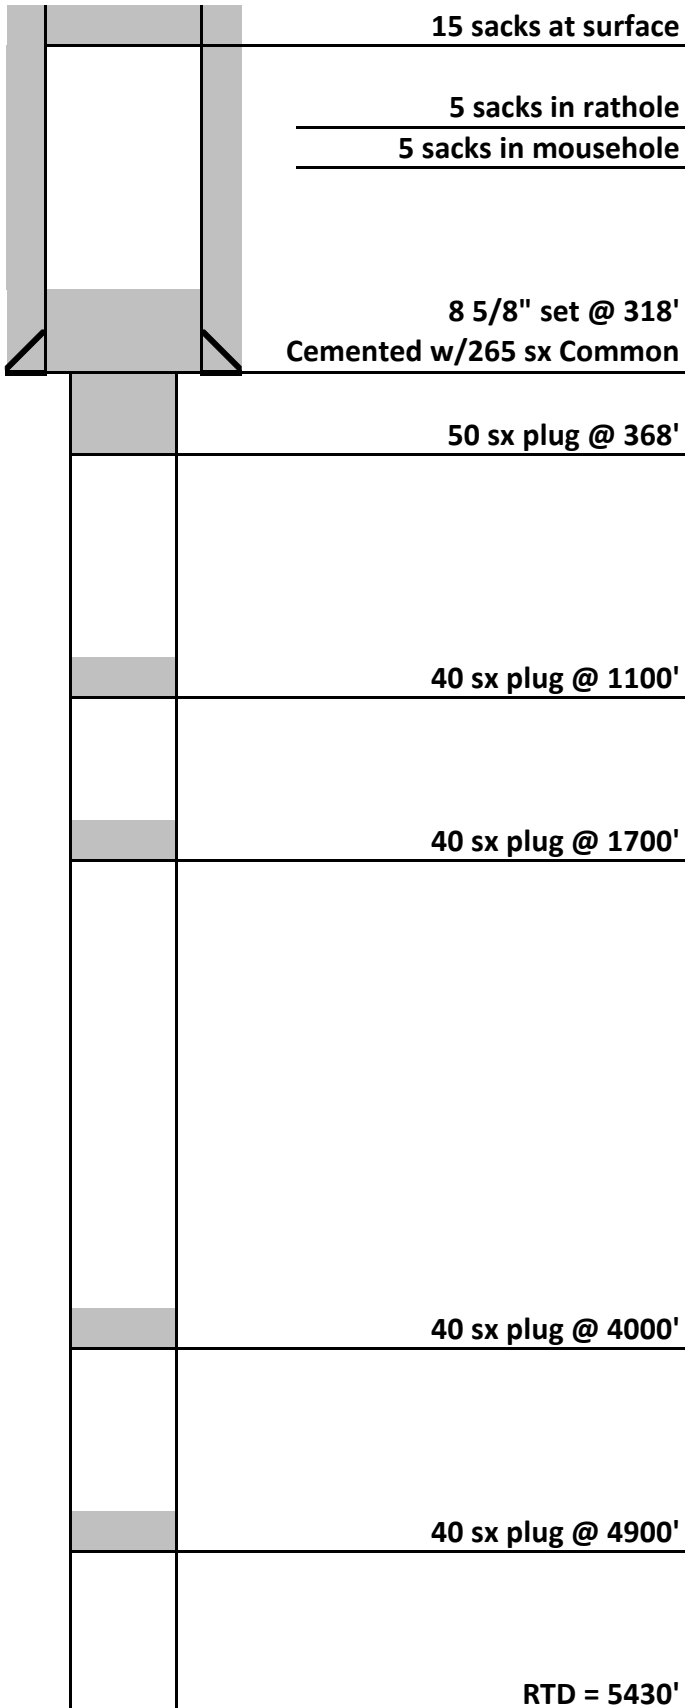 15 sacks at surface
5 sacks in rathole
5 sacks in mousehole
8 5/8" set @ 318'
Cemented w/265 sx Common
50 sx plug @ 368'
40 sx plug @ 1100'
40 sx plug @ 1700'
40 sx plug @ 4000'
40 sx plug @ 4900'
RTD = 5430'